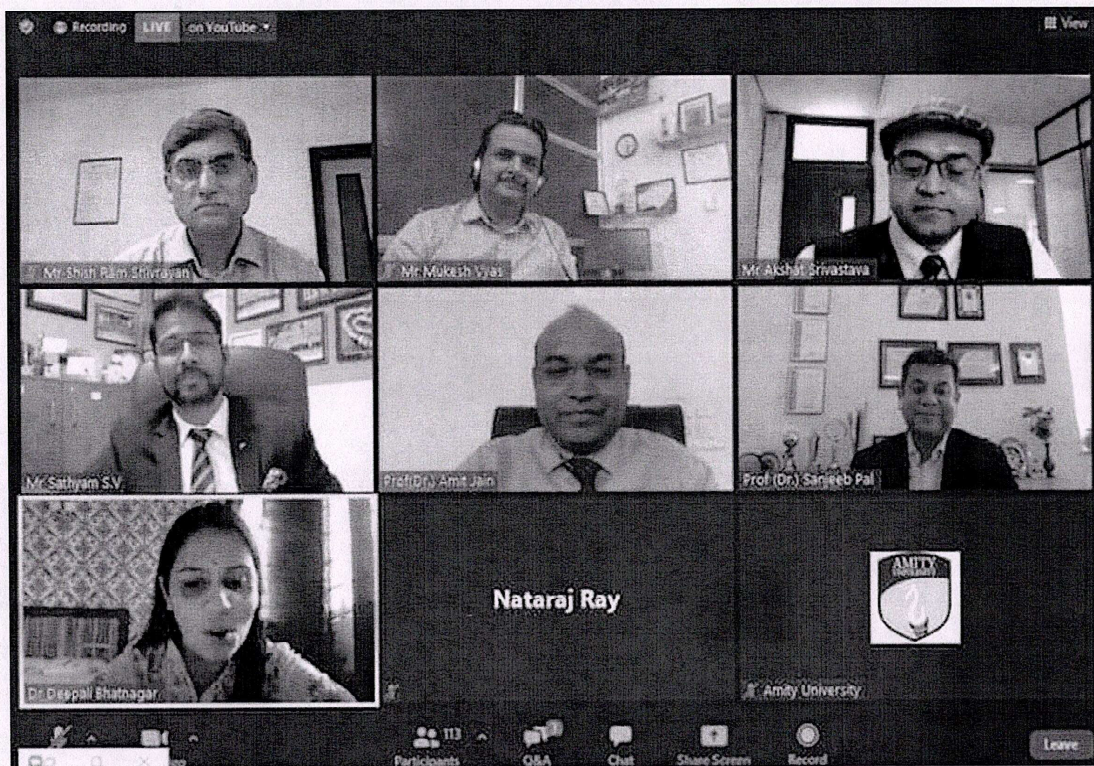 Recording LIVE on YouTube View
Mr Shish Ram Shivrayan
Mr Mukesh Vyas
Mr Akshat Srivastava
Mr Sathyam S.V
Prof(Dr.) Amit Jain
Prof (Dr.) Sanjeeb Pal
Dr Deepali Bhatnagar
Nataraj Ray
AMITY
UNIVERSITY
Amity University
113
Participants Q&A Chat Share Screen Record Leave